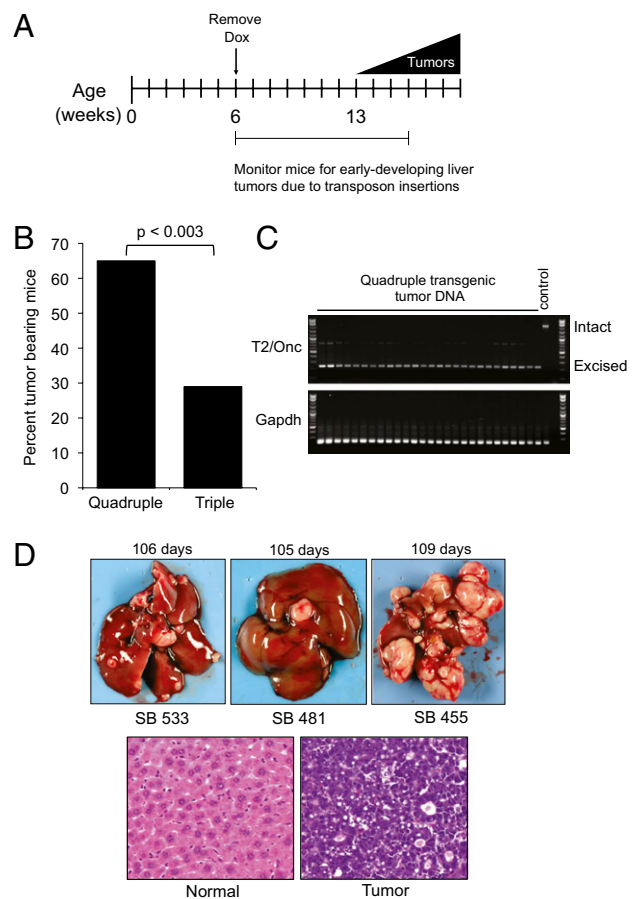 A
Remove
Dox
Tumors
Age
(weeks)
0
6
13
Monitor mice for early-developing liver
tumors due to transposon insertions
B
p < 0.003
Percent tumor bearing mice
70
60
50
40
30
20
10
0
Quadruple
Triple
C
Quadruple transgenic
tumor DNA
control
T2/Onc
Intact
Excised
Gapdh
D
106 days
105 days
109 days
SB 533
SB 481
SB 455
Normal
Tumor